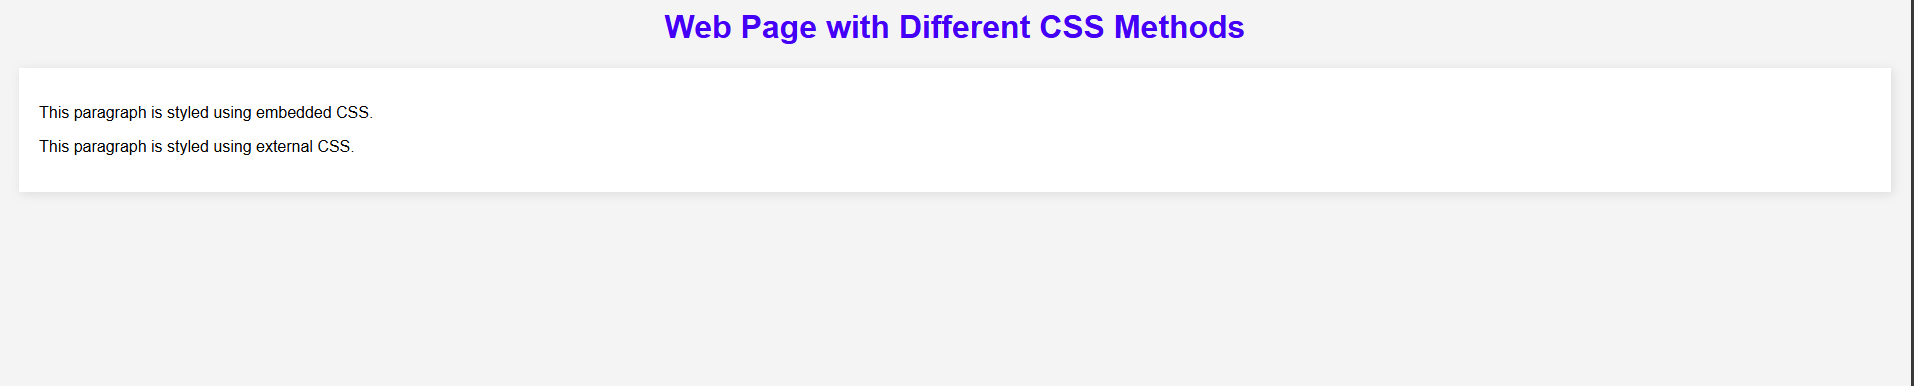 Web Page with Different CSS Methods
This paragraph is styled using embedded CSS.
This paragraph is styled using external CSS.